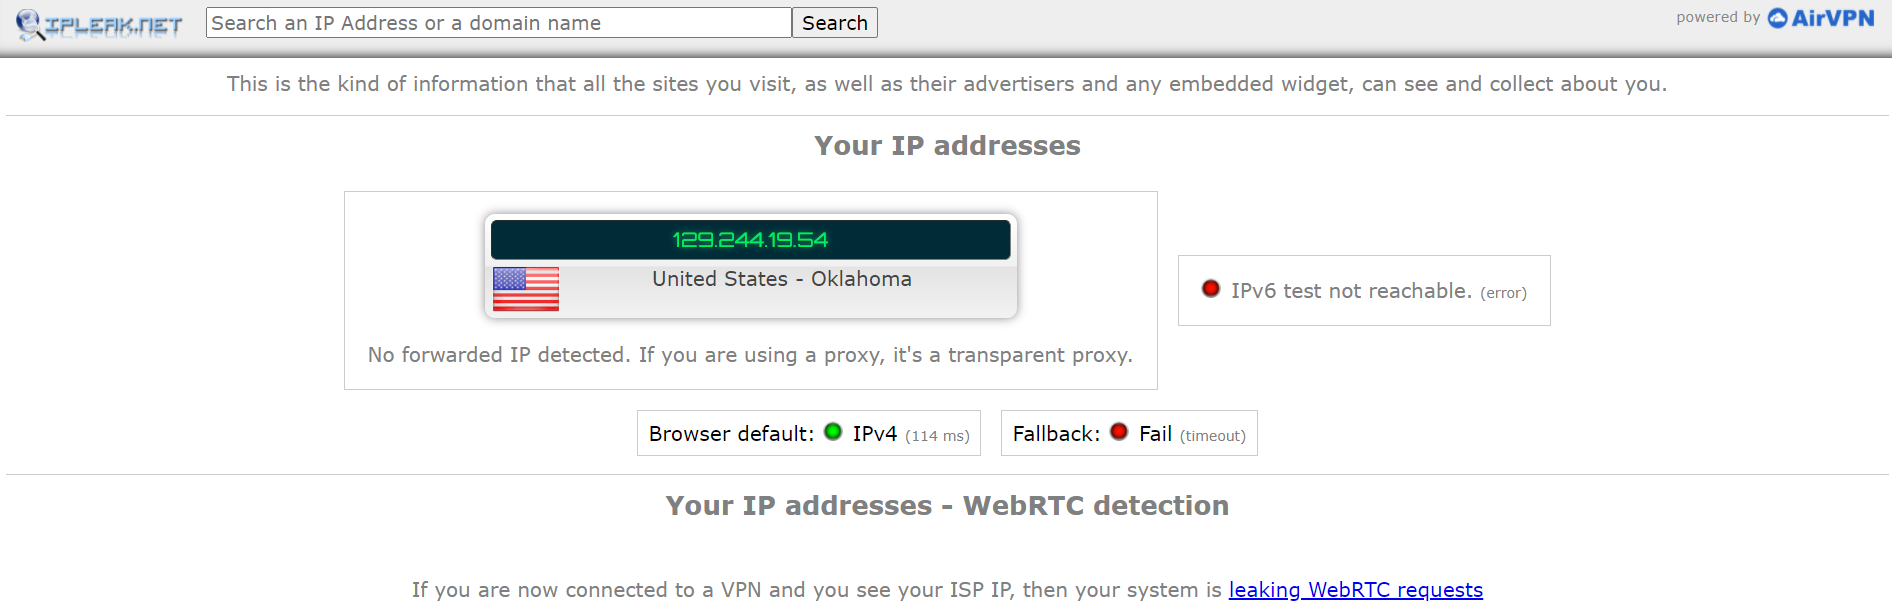 IPLEAK.NET
Search an IP Address or a domain name
Search
powered by AirVPN
This is the kind of information that all the sites you visit, as well as their advertisers and any embedded widget, can see and collect about you.
Your IP addresses
129.244.19.54
United States - Oklahoma
No forwarded IP detected. If you are using a proxy, it's a transparent proxy.
IPv6 test not reachable. (error)
Browser default: IPv4 (114 ms)
Fallback: Fail (timeout)
Your IP addresses - WebRTC detection
If you are now connected to a VPN and you see your ISP IP, then your system is leaking WebRTC requests